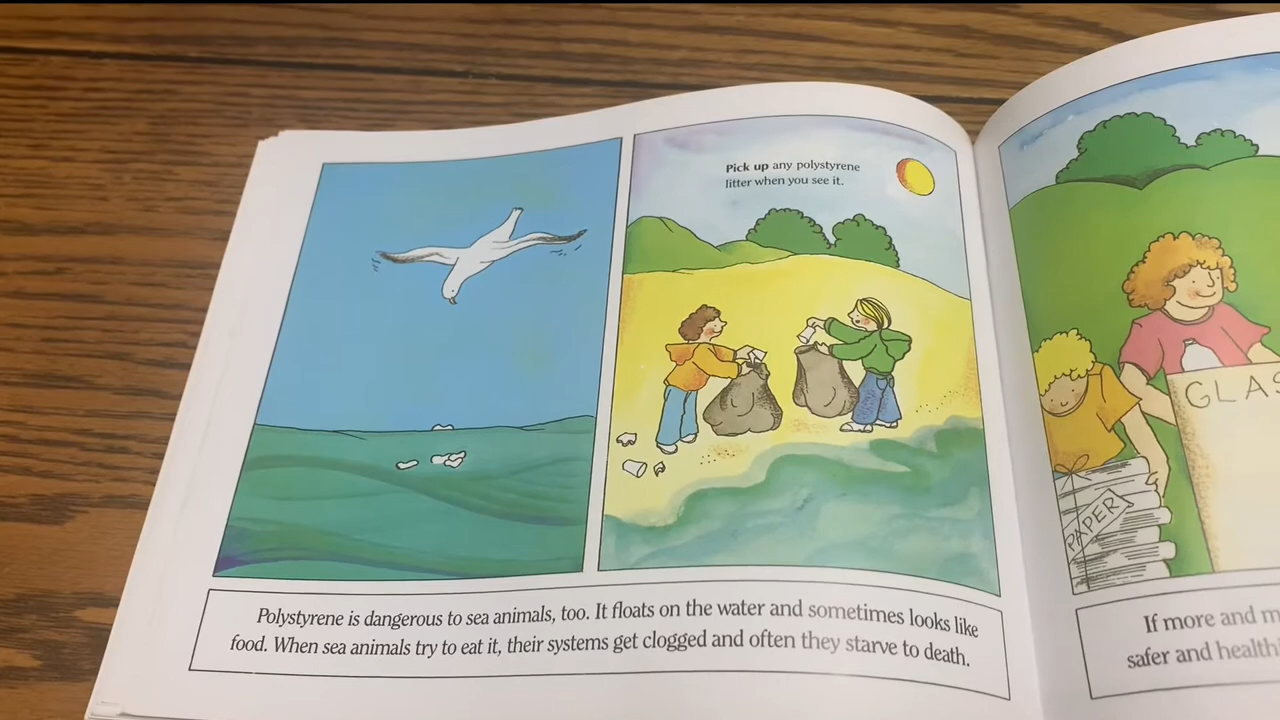 Pick up any polystyrene
litter when you see it.
Polystyrene is dangerous to sea animals, too. It floats on the water and sometimes looks like
food. When sea animals try to eat it, their systems get clogged and often they starve to death.
GLAS
PAPER
If more and m
safer and health